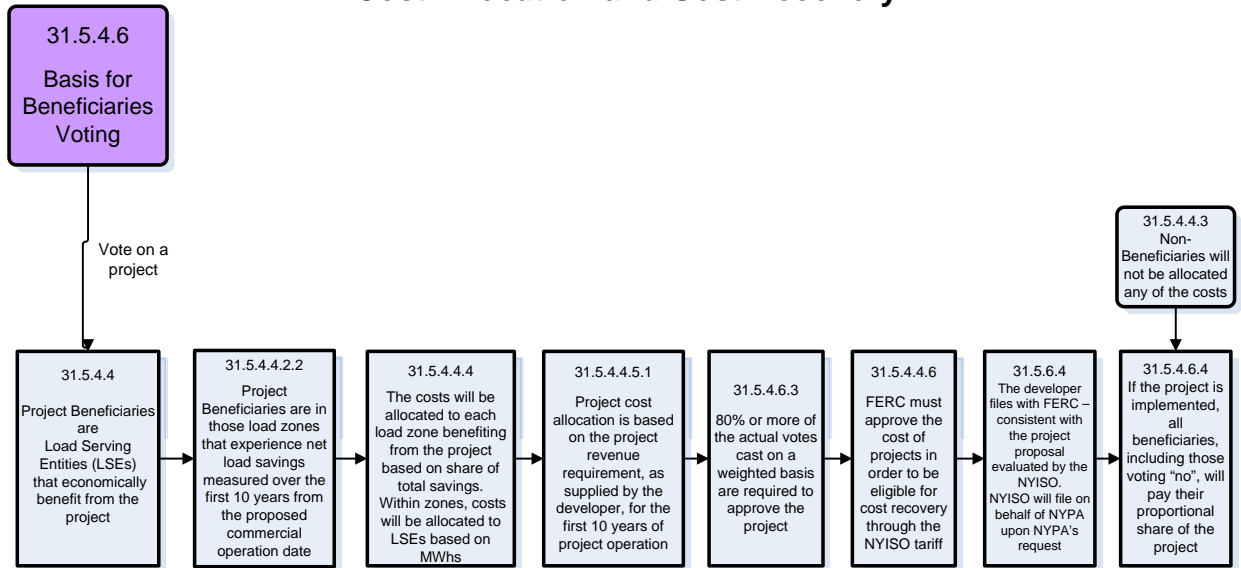 31.5.4.6
Basis for
Beneficiaries
Voting
Vote on a
project
31.5.4.4.3
Non-
Beneficiaries will
not be allocated
any of the costs
31.5.4.4
Project Beneficiaries
are
Load Serving
Entities (LSEs)
that economically
benefit from the
project
31.5.4.4.2.2
Project
Beneficiaries are in
those load zones
that experience net
load savings
measured over the
first 10 years from
the proposed
commercial
operation date
31.5.4.4.4
The costs will be
allocated to each
load zone benefiting
from the project
based on share of
total savings.
Within zones, costs
will be allocated to
LSEs based on
MWhs
31.5.4.4.5.1
Project cost
allocation is based
on the project
revenue
requirement, as
supplied by the
developer, for the
first 10 years of
project operation
31.5.4.6.3
80% or more of
the actual votes
cast on a
weighted basis
are required to
approve the
project
31.5.4.4.6
FERC must
approve the
cost of
projects in
order to be
eligible for
cost recovery
through the
NYISO tariff
31.5.6.4
The developer
files with FERC –
consistent with
the project
proposal
evaluated by the
NYISO.
NYISO will file on
behalf of NYPA
upon NYPA's
request
31.5.4.6.4
If the project is
implemented,
all
beneficiaries,
including those
voting “no”, will
pay their
proportional
share of the
project